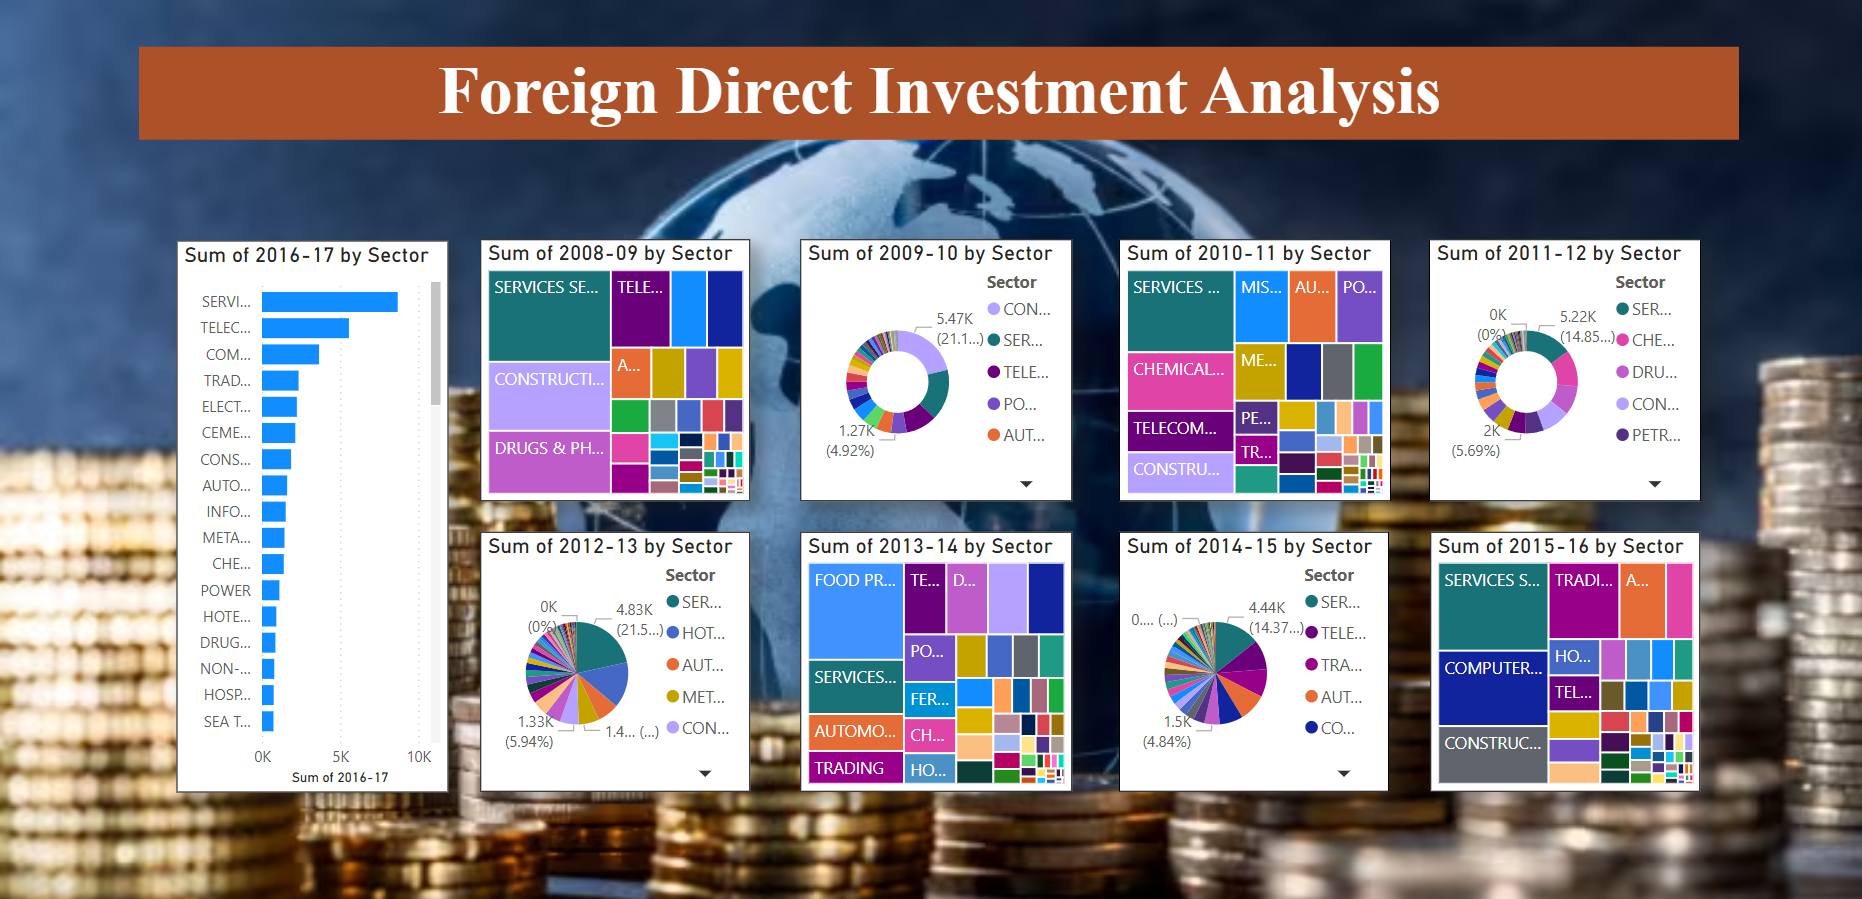 Foreign Direct Investment Analysis
Sum of 2016-17 by Sector
SERVI...
TELEC...
COM...
TRAD...
ELECT...
CEME...
CONS...
AUTO...
INFO...
META...
CHE...
POWER
HOTE...
DRUG...
NON-...
HOSP...
SEA T...
0K 5K 10K
Sum of 2016-17
Sum of 2008-09 by Sector
SERVICES SE...
TELE...
CONSTRUCTI...
A...
DRUGS & PH...
Sum of 2009-10 by Sector
Sector
CON...
SER...
TELE...
PO...
AUT...
5.47K
(21.1...)
1.27K
(4.92%)
Sum of 2010-11 by Sector
SERVICES ...
MIS...
AU...
PO...
CHEMICAL...
ME...
TELECOM...
PE...
CONSTRU...
TR...
Sum of 2011-12 by Sector
Sector
SER...
CHE...
DRU...
CON...
PETR...
0K
(0%)
5.22K
(14.85...)
2K
(5.69%)
Sum of 2012-13 by Sector
Sector
SER...
HOT...
AUT...
MET...
CON...
0K
(0%)
4.83K
(21.5...)
1.33K
(5.94%)
1.4... (...)
Sum of 2013-14 by Sector
FOOD PR...
TE...
D...
SERVICES...
PO...
FER...
AUTOMO...
CH...
TRADING
HO...
Sum of 2014-15 by Sector
Sector
SER...
TELE...
TRA...
AUT...
CO...
0.... (...)
4.44K
(14.37...)
1.5K
(4.84%)
Sum of 2015-16 by Sector
SERVICES S...
TRADI...
A...
COMPUTER...
HO...
TEL...
CONSTRUC...